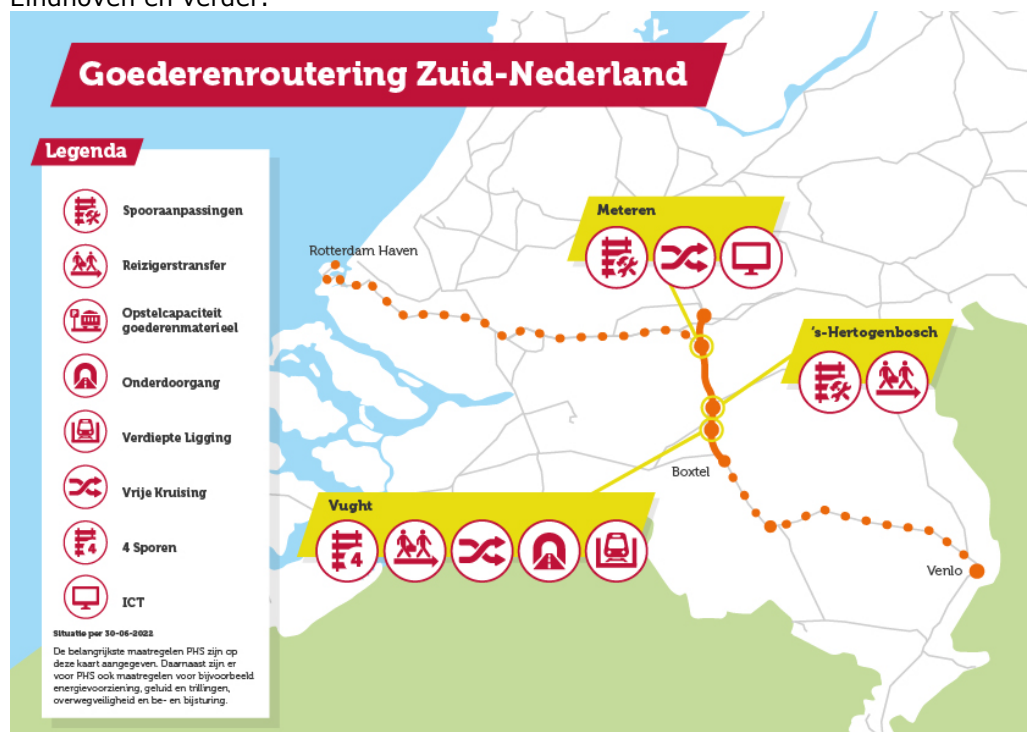 Eindhoven en verder.
Goederenroutering Zuid-Nederland
Legenda
Spooraanpassingen
Reizigerstransfer
Opstelcapaciteit
goederenmaterieel
Onderdoorgang
Verdiepte Ligging
Vrije Kruising
4
4 Sporen
ICT
Situatie per 30-06-2022
De belangrijkste maatregelen PHS zijn op
deze kaart aangegeven. Daarnaast zijn er
voor PHS ook maatregelen voor bijvoorbeeld
energievoorziening, geluid en trillingen,
overwegveiligheid en be- en bijsturing.
Rotterdam Haven
Meteren
's-Hertogenbosch
Boxtel
Vught
4
Venlo